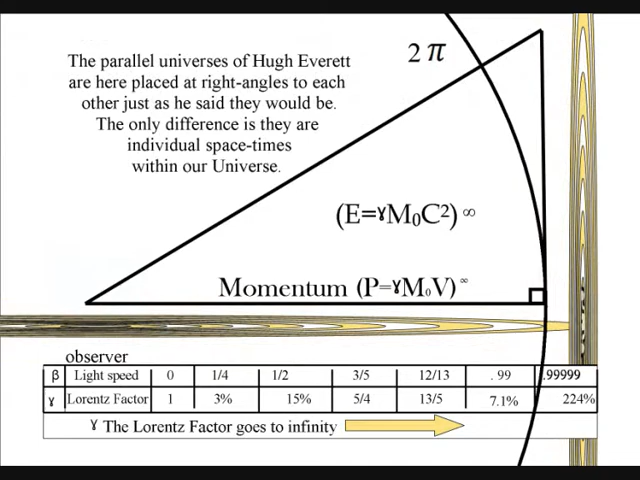 The parallel universes of Hugh Everett
are here placed at right-angles to each
other just as he said they would be.
The only difference is they are
individual space-times
within our Universe.
2 π
(E=ɤM₀C²) ∞
Momentum (P=ɤM₀V) ∞
observer
β Light speed 0 1/4 1/2 3/5 12/13 . 99 .99999
ɤ Lorentz Factor 1 3% 15% 5/4 13/5 7.1% 224%
ɤ The Lorentz Factor goes to infinity